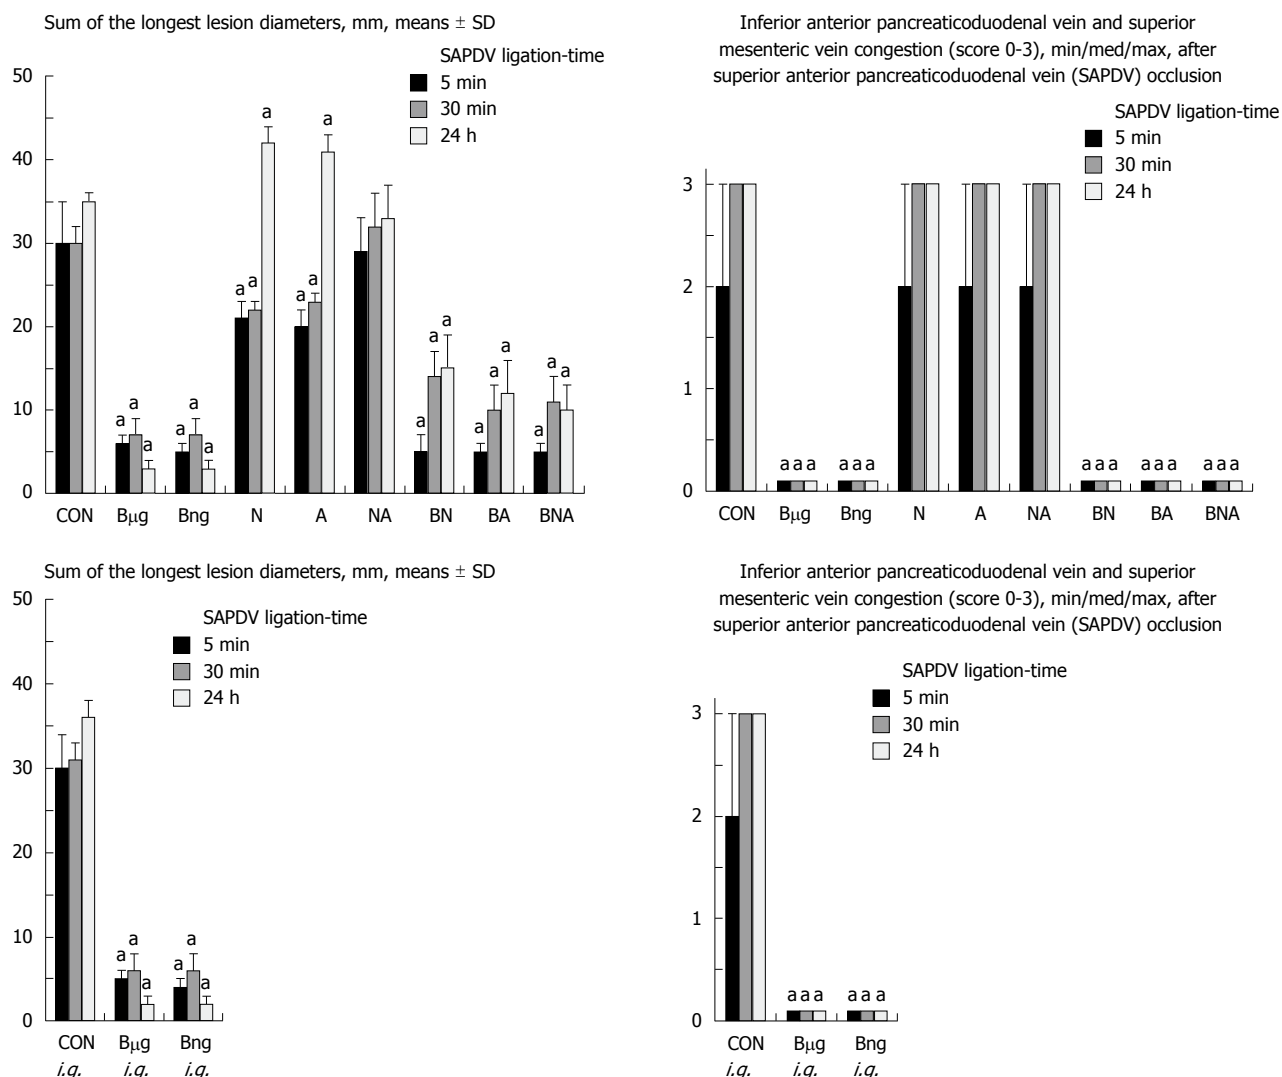 Sum of the longest lesion diameters, mm, means ± SD
SAPDV ligation-time
5 min
30 min
24 h
50
40
30
20
10
0
a a a a a a a a a a a a a a a a a a a a a
CON Bμg Bng N A NA BN BA BNA
Inferior anterior pancreaticoduodenal vein and superior
mesenteric vein congestion (score 0-3), min/med/max, after
superior anterior pancreaticoduodenal vein (SAPDV) occlusion
SAPDV ligation-time
5 min
30 min
24 h
3
2
1
0
a a a a a a a a a a a a a a a
CON Bμg Bng N A NA BN BA BNA
Sum of the longest lesion diameters, mm, means ± SD
SAPDV ligation-time
5 min
30 min
24 h
50
40
30
20
10
0
a a a a a a
CON Bμg Bng
i.g. i.g. i.g.
Inferior anterior pancreaticoduodenal vein and superior
mesenteric vein congestion (score 0-3), min/med/max, after
superior anterior pancreaticoduodenal vein (SAPDV) occlusion
SAPDV ligation-time
5 min
30 min
24 h
3
2
1
0
a a a a a a
CON Bμg Bng
i.g. i.g. i.g.